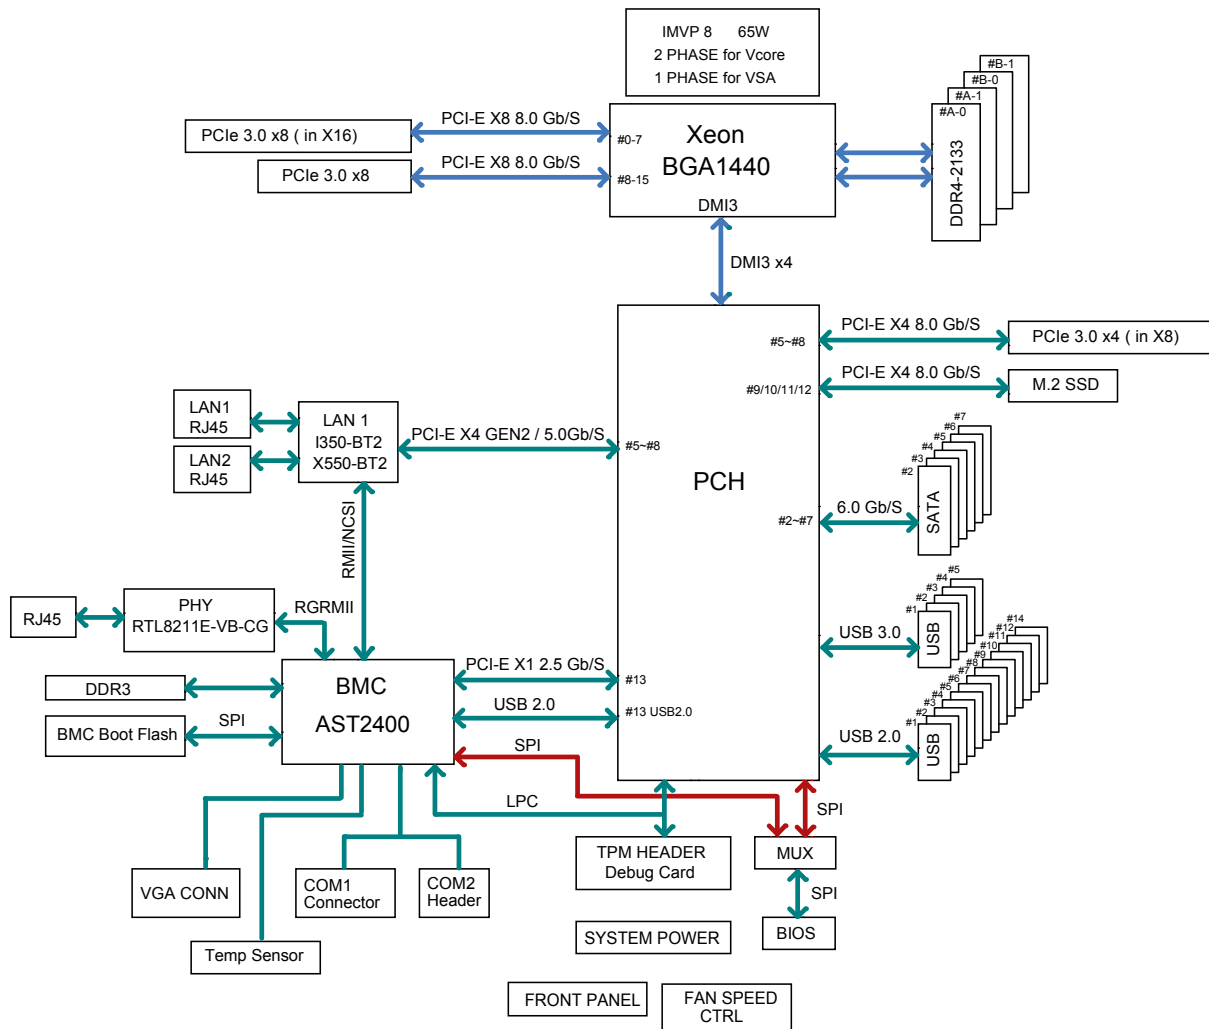 IMVP 8 65W
2 PHASE for Vcore
1 PHASE for VSA
#B-1
#B-0
#A-1
#A-0
DDR4-2133
PCIe 3.0 x8 ( in X16)
PCI-E X8 8.0 Gb/S
#0-7
Xeon
BGA1440
PCIe 3.0 x8
PCI-E X8 8.0 Gb/S
#8-15
DMI3
DMI3 x4
PCH
#5~#8
PCI-E X4 8.0 Gb/S
PCIe 3.0 x4 ( in X8)
#9/10/11/12
PCI-E X4 8.0 Gb/S
M.2 SSD
LAN1
RJ45
LAN2
RJ45
LAN 1
I350-BT2
X550-BT2
PCI-E X4 GEN2 / 5.0Gb/S
#5~#8
#2~#7
6.0 Gb/S
#7
#6
#5
#4
#3
#2
SATA
RMII/NCSI
RJ45
PHY
RTL8211E-VB-CG
RGRMII
USB 3.0
#5
#4
#3
#2
#1
USB
BMC
AST2400
DDR3
BMC Boot Flash
SPI
PCI-E X1 2.5 Gb/S
#13
USB 2.0
#13 USB2.0
USB 2.0
#14
#12
#11
#10
#9
#8
#7
#6
#5
#4
#3
#2
#1
USB
SPI
LPC
SPI
TPM HEADER
Debug Card
MUX
SPI
BIOS
VGA CONN
COM1
Connector
COM2
Header
Temp Sensor
SYSTEM POWER
FRONT PANEL
FAN SPEED
CTRL